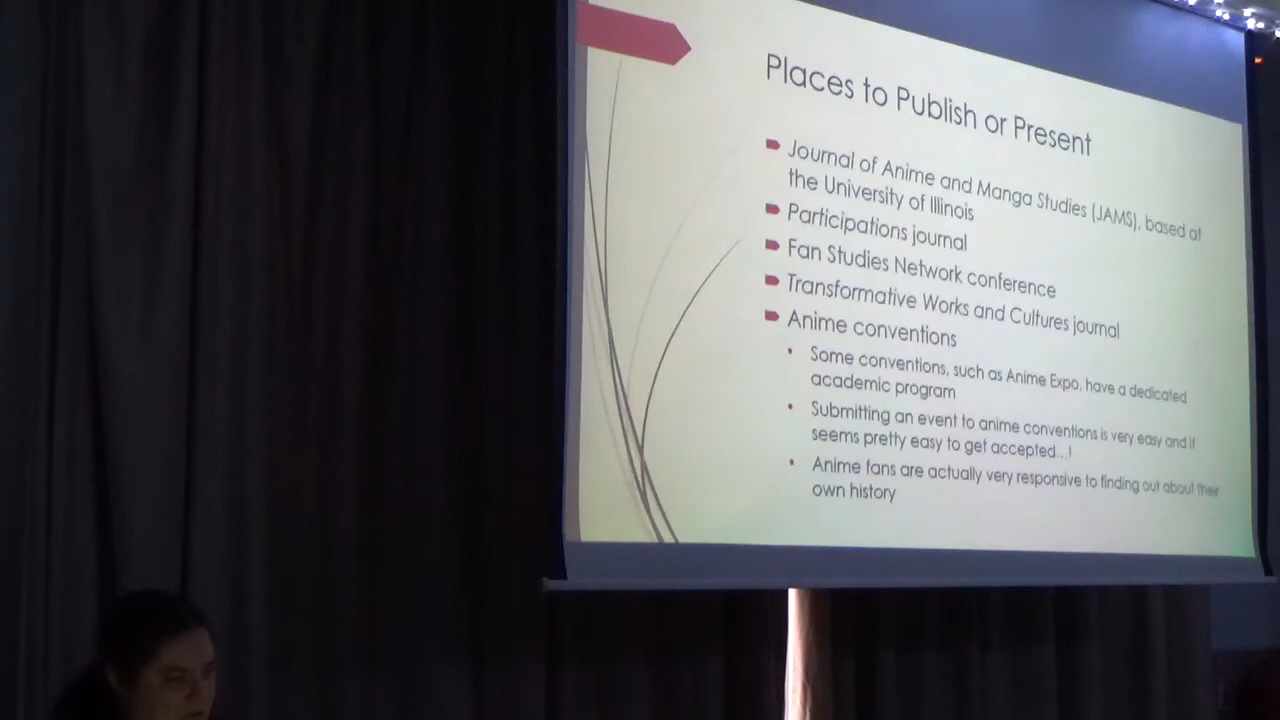 Places to Publish or Present
Journal of Anime and Manga Studies (JAMS), based at
the University of Illinois
Participations journal
Fan Studies Network conference
Transformative Works and Cultures journal
Anime conventions
Some conventions, such as Anime Expo, have a dedicated
academic program
Submitting an event to anime conventions is very easy and it
seems pretty easy to get accepted...!
Anime fans are actually very responsive to finding out about their
own history